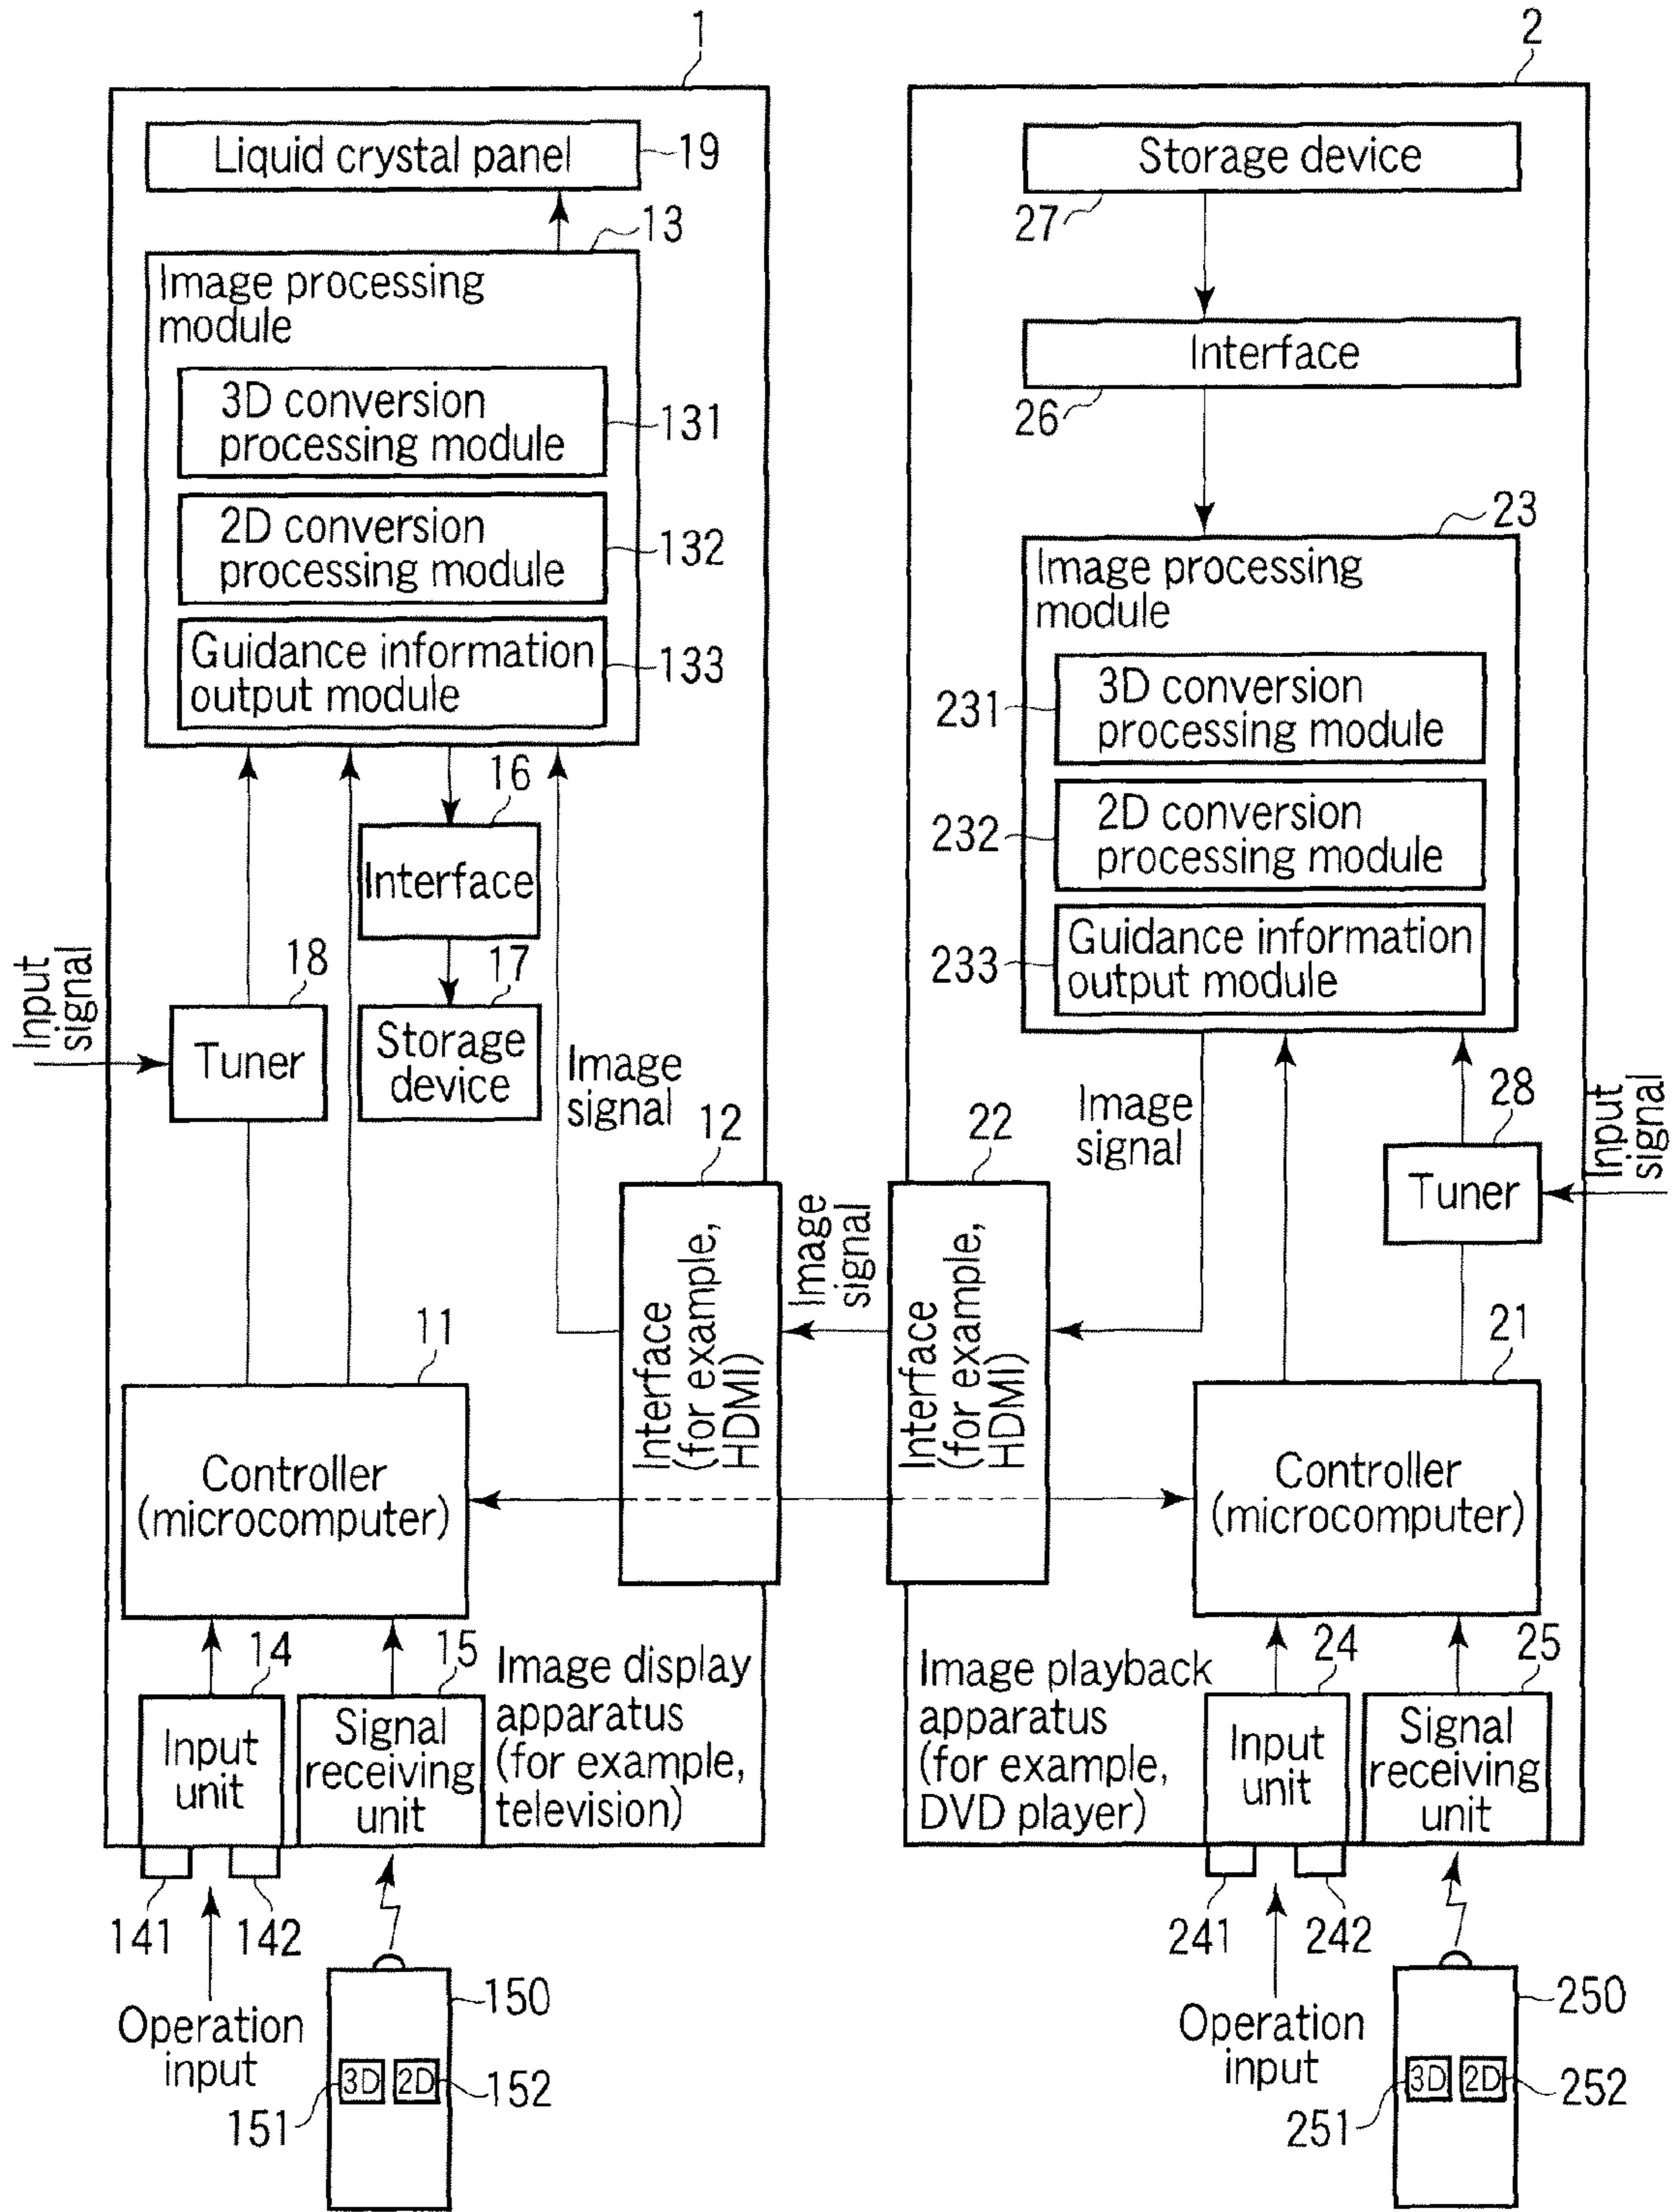 1
Liquid crystal panel
19
13
Image processing
module
3D conversion
processing module
131
2D conversion
processing module
132
Guidance information
output module
133
16
Interface
17
Storage
device
18
Tuner
Input
signal
Image
signal
12
Interface
(for example,
HDMI)
11
Controller
(microcomputer)
14
Input
unit
15
Signal
receiving
unit
Image display
apparatus
(for example,
television)
141
142
Operation
input
150
3D
2D
151
152
Image
signal
2
Storage device
27
Interface
26
23
Image processing
module
231
3D conversion
processing module
232
2D conversion
processing module
233
Guidance information
output module
Image
signal
28
Tuner
Input
signal
22
Interface
(for example,
HDMI)
21
Controller
(microcomputer)
Image playback
apparatus
(for example,
DVD player)
24
Input
unit
25
Signal
receiving
unit
241
242
Operation
input
250
3D
2D
251
252